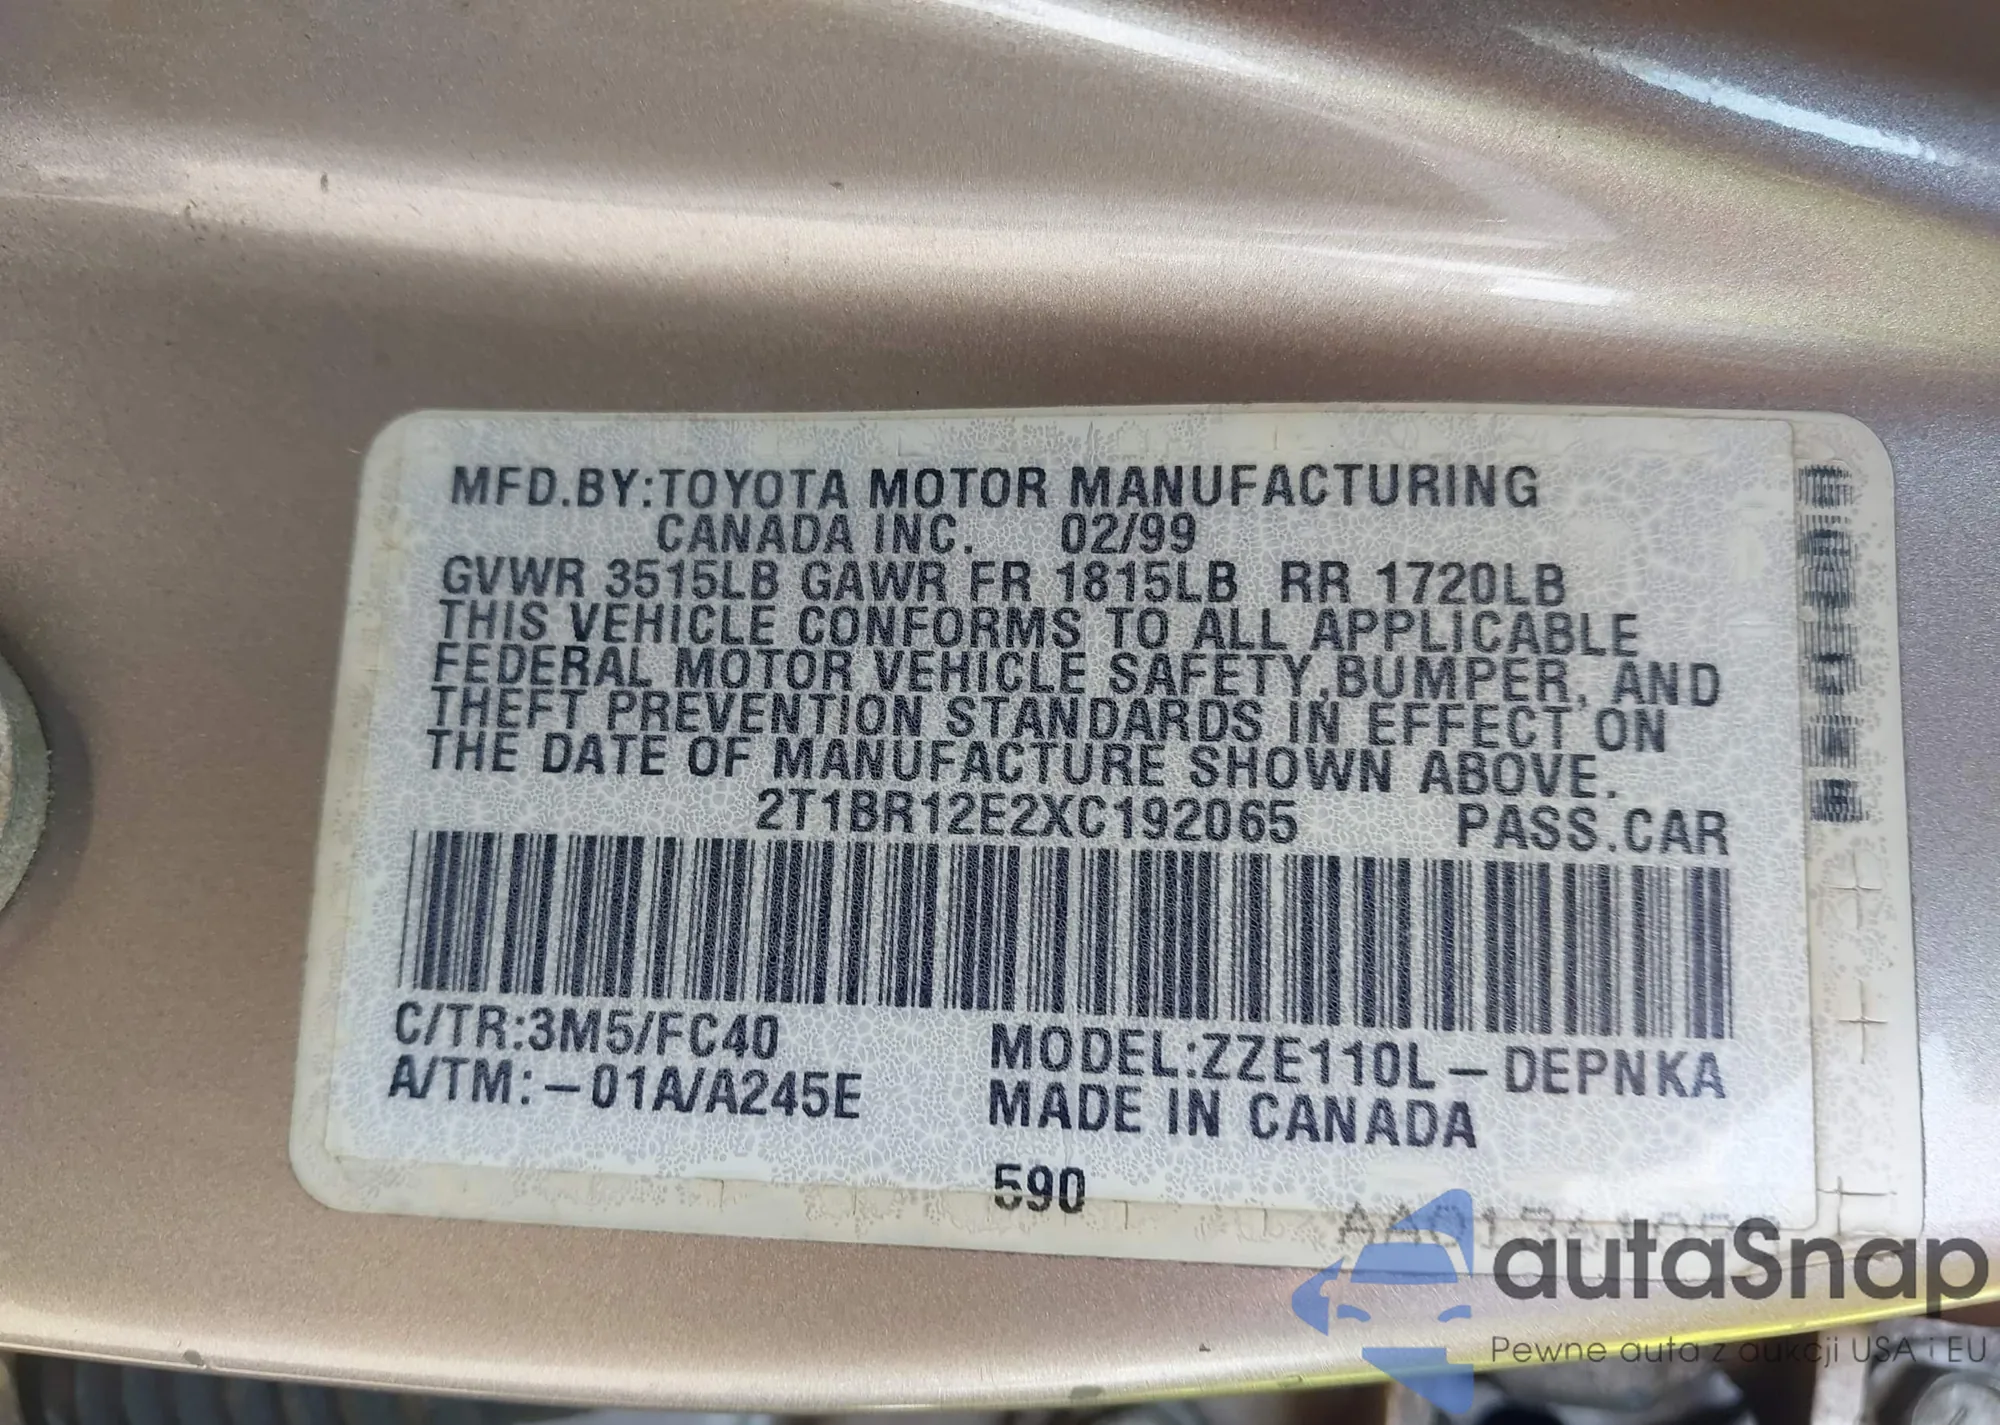 MFD.BY:TOYOTA MOTOR MANUFACTURING
CANADA INC. 02/99
GVWR 3515LB GAWR FR 1815LB RR 1720LB
THIS VEHICLE CONFORMS TO ALL APPLICABLE
FEDERAL MOTOR VEHICLE SAFETY,BUMPER, AND
THEFT PREVENTION STANDARDS IN EFFECT ON
THE DATE OF MANUFACTURE SHOWN ABOVE.
2T1BR12E2XC192065 PASS.CAR
C/TR:3M5/FC40
A/TM:-01A/A245E
MODEL:ZZE110L-DEPNKA
MADE IN CANADA
590
autaSnap
Pewne auta z aukcji USA i EU